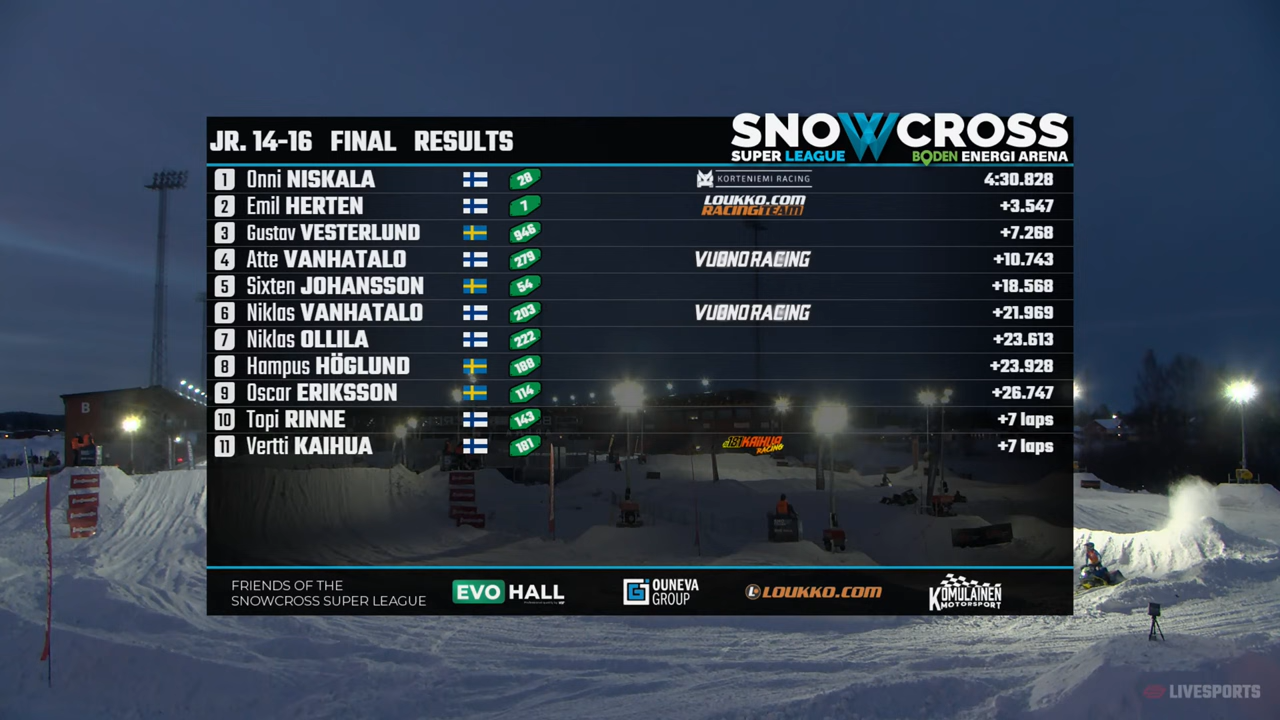 JR. 14-16 FINAL RESULTS
SNOWCROSS
SUPER LEAGUE BODEN ENERGI ARENA
1 Onni NISKALA 28 KORTENIEMI RACING 4:30.828
2 Emil HERTEN 7 LOUKKO.COM RACING TEAM +3.547
3 Gustav VESTERLUND 946 +7.268
4 Atte VANHATALO 279 VUONO RACING +10.743
5 Sixten JOHANSSON 54 +18.568
6 Niklas VANHATALO 203 VUONO RACING +21.969
7 Niklas OLLILA 222 +23.613
8 Hampus HÖGLUND 188 +23.928
9 Oscar ERIKSSON 114 +26.747
10 Topi RINNE 143 +7 laps
11 Vertti KAIHUA 181 181 KAIHUA RACING +7 laps
B
FRIENDS OF THE
SNOWCROSS SUPER LEAGUE
EVO HALL
OUNEVA
GROUP
LOUKKO.COM
KOMULAINEN
MOTORSPORT
LIVESPORTS